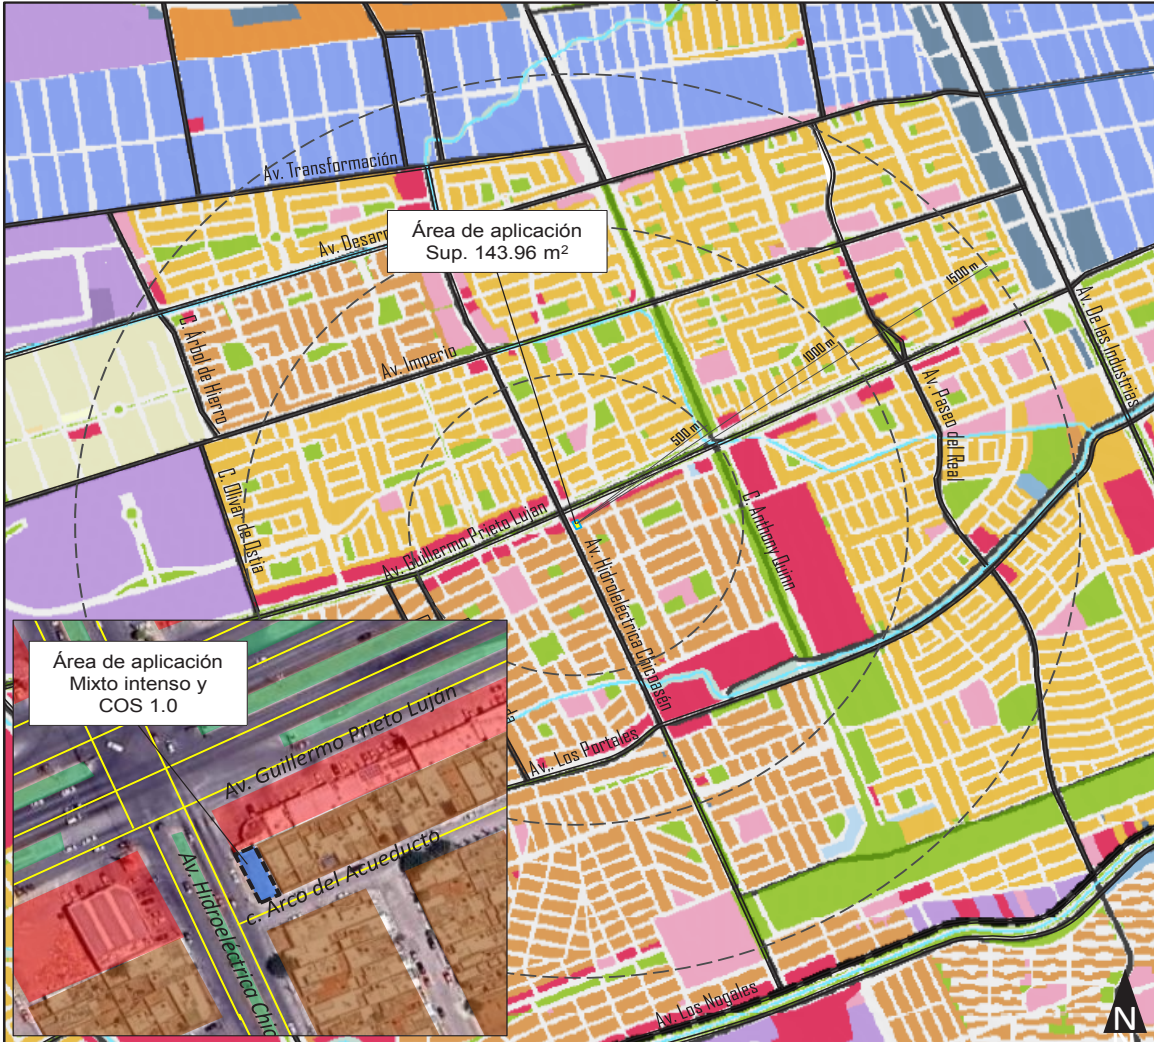 Av. Transformación
Área de aplicación
Sup. 143.96 m²
Av. Desarr
1500 m
C. Árbol de Hierro
Av. Imperio
1000 m
Av. De las Industrias
Av. Paseo del Real
500 m
C. Olivar de Ostia
Av. Guillermo Prieto Luján
C. Anthony Quinn
Av. Hidroleléctrica Chicoasén
Área de aplicación
Mixto intenso y
COS 1.0
Av. Guillermo Prieto Luján
c. Arco del Acueducto
Av. Hidroeléctrica Chic
da
Av,. Los Portales
Av. Los Nogales
N